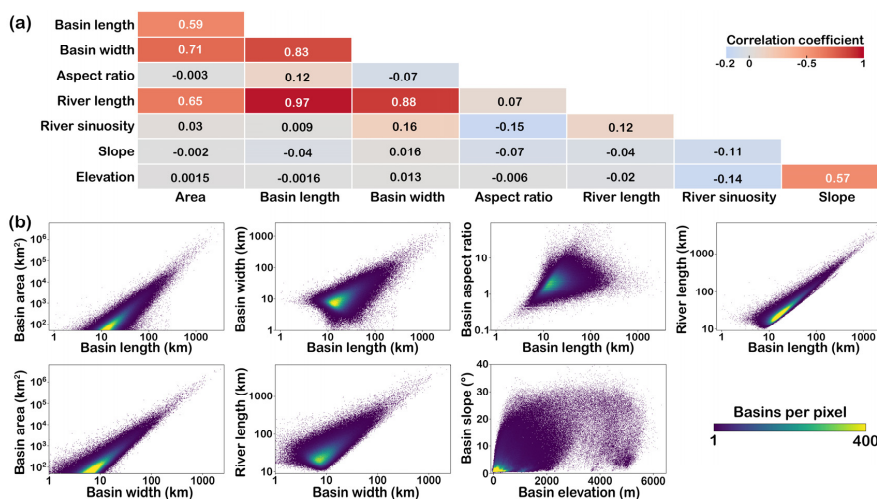 (a)
Basin length 0.59
Basin width 0.71 0.83
Aspect ratio -0.003 0.12 -0.07
River length 0.65 0.97 0.88 0.07
River sinuosity 0.03 0.009 0.16 -0.15 0.12
Slope -0.002 -0.04 0.016 -0.07 -0.04 -0.11
Elevation 0.0015 -0.0016 0.013 -0.006 -0.02 -0.14 0.57
Area Basin length Basin width Aspect ratio River length River sinuosity Slope
Correlation coefficient
-0.2 0 -0.5 1
(b)
Basin area (km²)
10⁶
10⁵
10⁴
10³
10²
1 10 100 1000
Basin length (km)
Basin width (km)
1000
100
10
1
1 10 100 1000
Basin length (km)
Basin aspect ratio
100
10
1
0.1
1 10 100 1000
Basin length (km)
River length (km)
1000
100
10
1 10 100 1000
Basin length (km)
Basin area (km²)
10⁶
10⁵
10⁴
10³
10²
1 10 100 1000
Basin width (km)
River length (km)
1000
100
10
1 10 100 1000
Basin width (km)
Basin slope (°)
40
30
20
10
0
0 2000 4000 6000
Basin elevation (m)
Basins per pixel
1 400